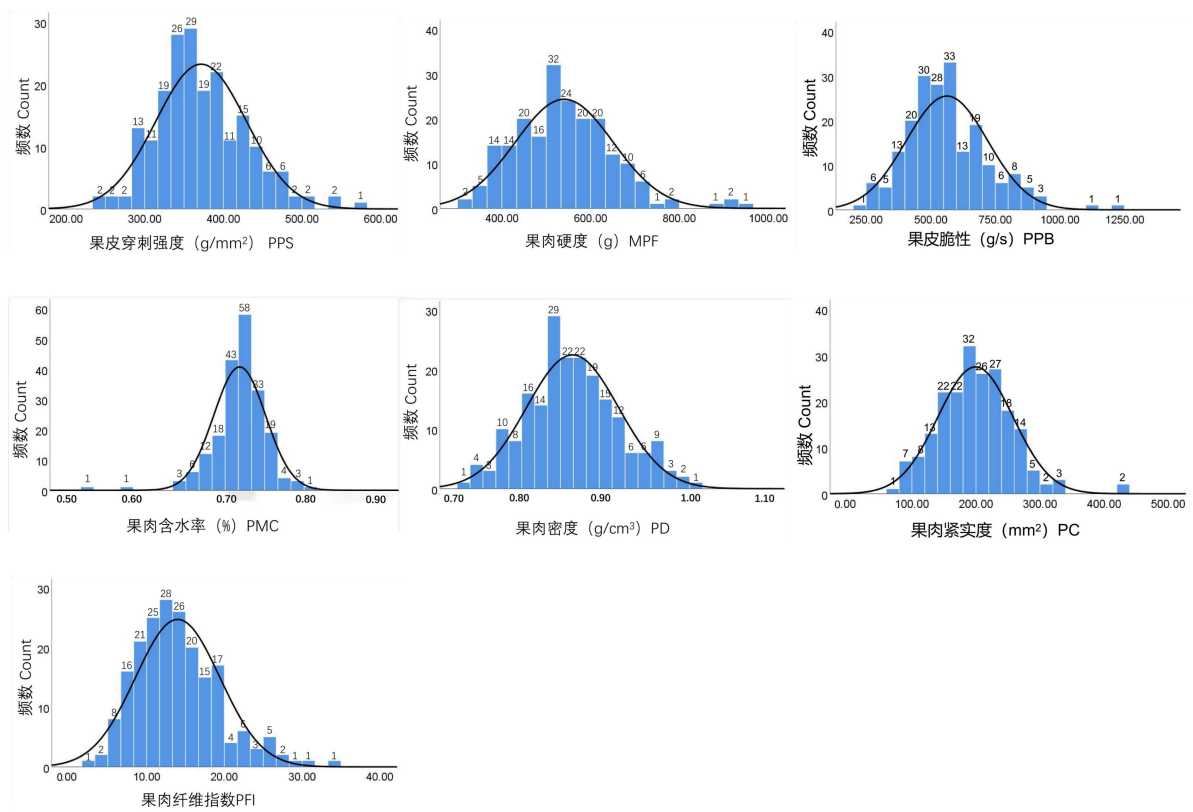 频数 Count
30
20
10
0
2 2 2 13 11 19 26 29 19 22 11 15 10 6 6 2 2 2 1
200.00 300.00 400.00 500.00 600.00
果皮穿刺强度（g/mm²） PPS
频数 Count
40
30
20
10
0
2 5 14 14 20 16 32 24 20 20 12 10 6 1 2 1 2 1
400.00 600.00 800.00 1000.00
果肉硬度（g）MPF
频数 Count
40
30
20
10
0
1 6 5 13 20 30 28 33 13 19 10 6 8 5 3 1 1
250.00 500.00 750.00 1000.00 1250.00
果皮脆性（g/s）PPB
频数 Count
60
50
40
30
20
10
0
1 1 3 6 12 18 43 58 33 19 4 3 1
0.50 0.60 0.70 0.80 0.90
果肉含水率（%）PMC
频数 Count
30
20
10
0
1 4 3 10 8 16 14 29 22 22 19 15 12 6 6 9 3 2 1
0.70 0.80 0.90 1.00 1.10
果肉密度（g/cm³）PD
频数 Count
40
30
20
10
0
1 7 8 13 22 22 32 26 27 18 14 5 2 3 2
0.00 100.00 200.00 300.00 400.00 500.00
果肉紧实度（mm²）PC
频数 Count
30
20
10
0
1 2 8 16 21 25 28 26 20 15 17 4 6 3 5 2 1 1 1
0.00 10.00 20.00 30.00 40.00
果肉纤维指数PFI